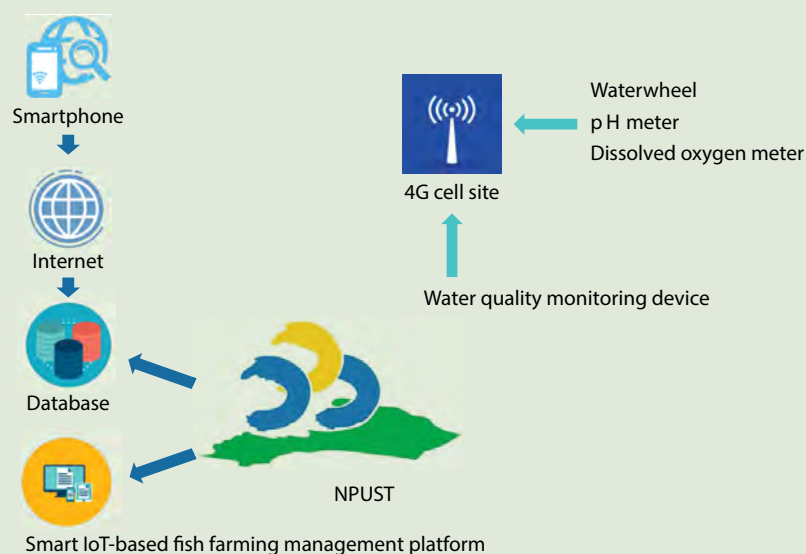 Smartphone
Internet
Database
Smart IoT-based fish farming management platform
NPUST
4G cell site
Waterwheel
p H meter
Dissolved oxygen meter
Water quality monitoring device